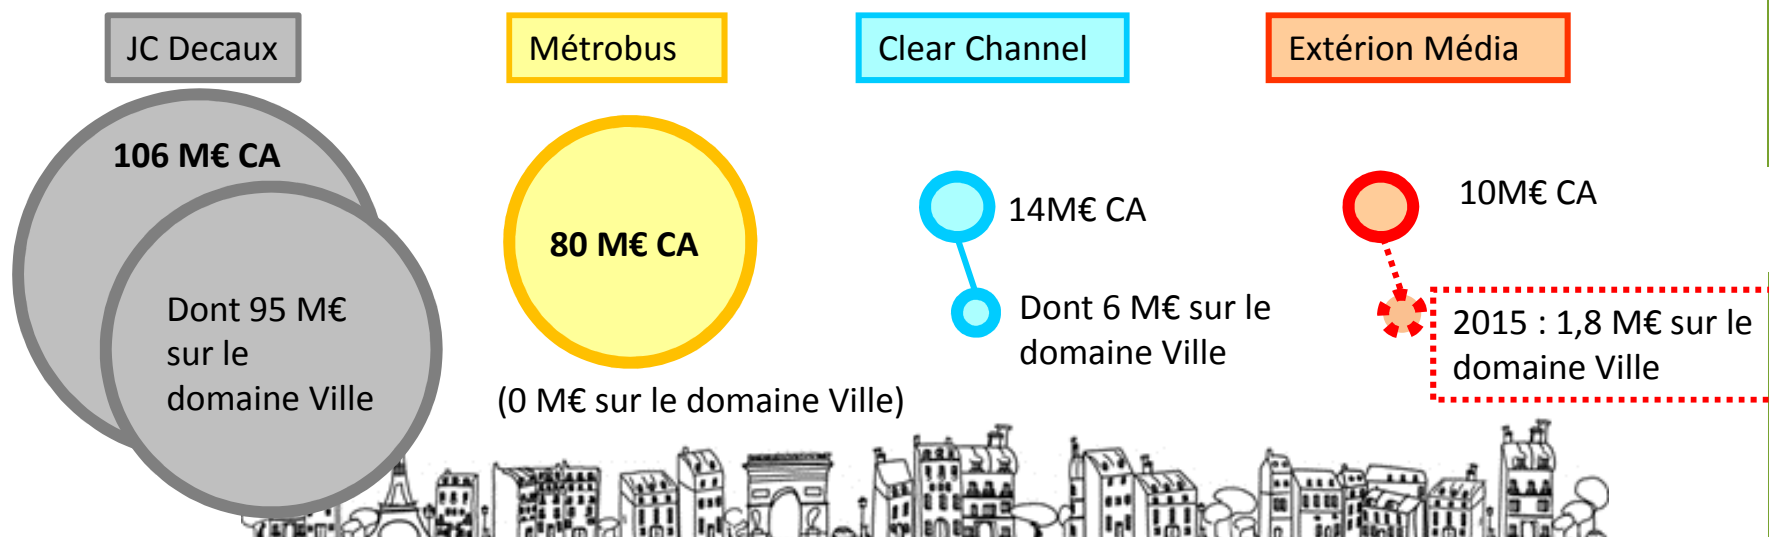 JC Decaux
106 M€ CA
Dont 95 M€
sur le
domaine Ville
Métrobus
80 M€ CA
(0 M€ sur le domaine Ville)
Clear Channel
14M€ CA
Dont 6 M€ sur le
domaine Ville
Extérion Média
10M€ CA
2015 : 1,8 M€ sur le
domaine Ville